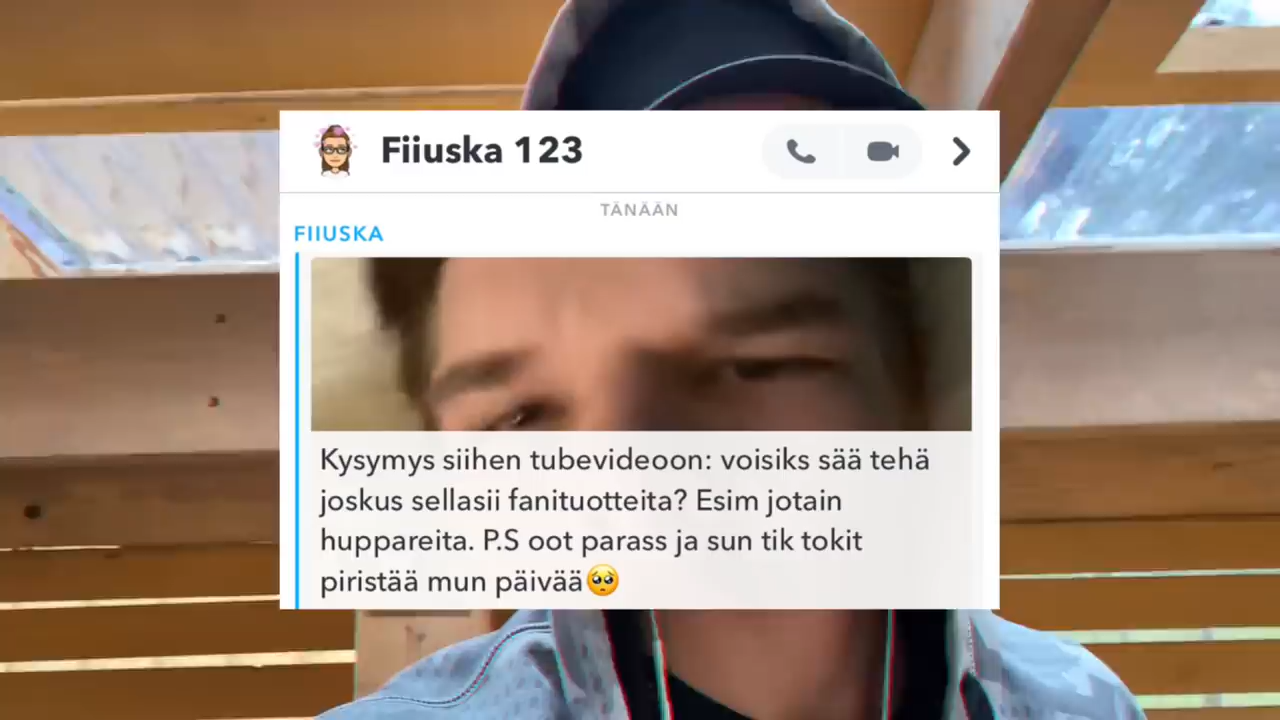 Fiiuska 123
TÄNÄÄN
FIIUSKA
Kysymys siihen tubevideoon: voisiks sää tehä
joskus sellasii fanituotteita? Esim jotain
huppareita. P.S oot parass ja sun tik tokit
piristää mun päivää🥺